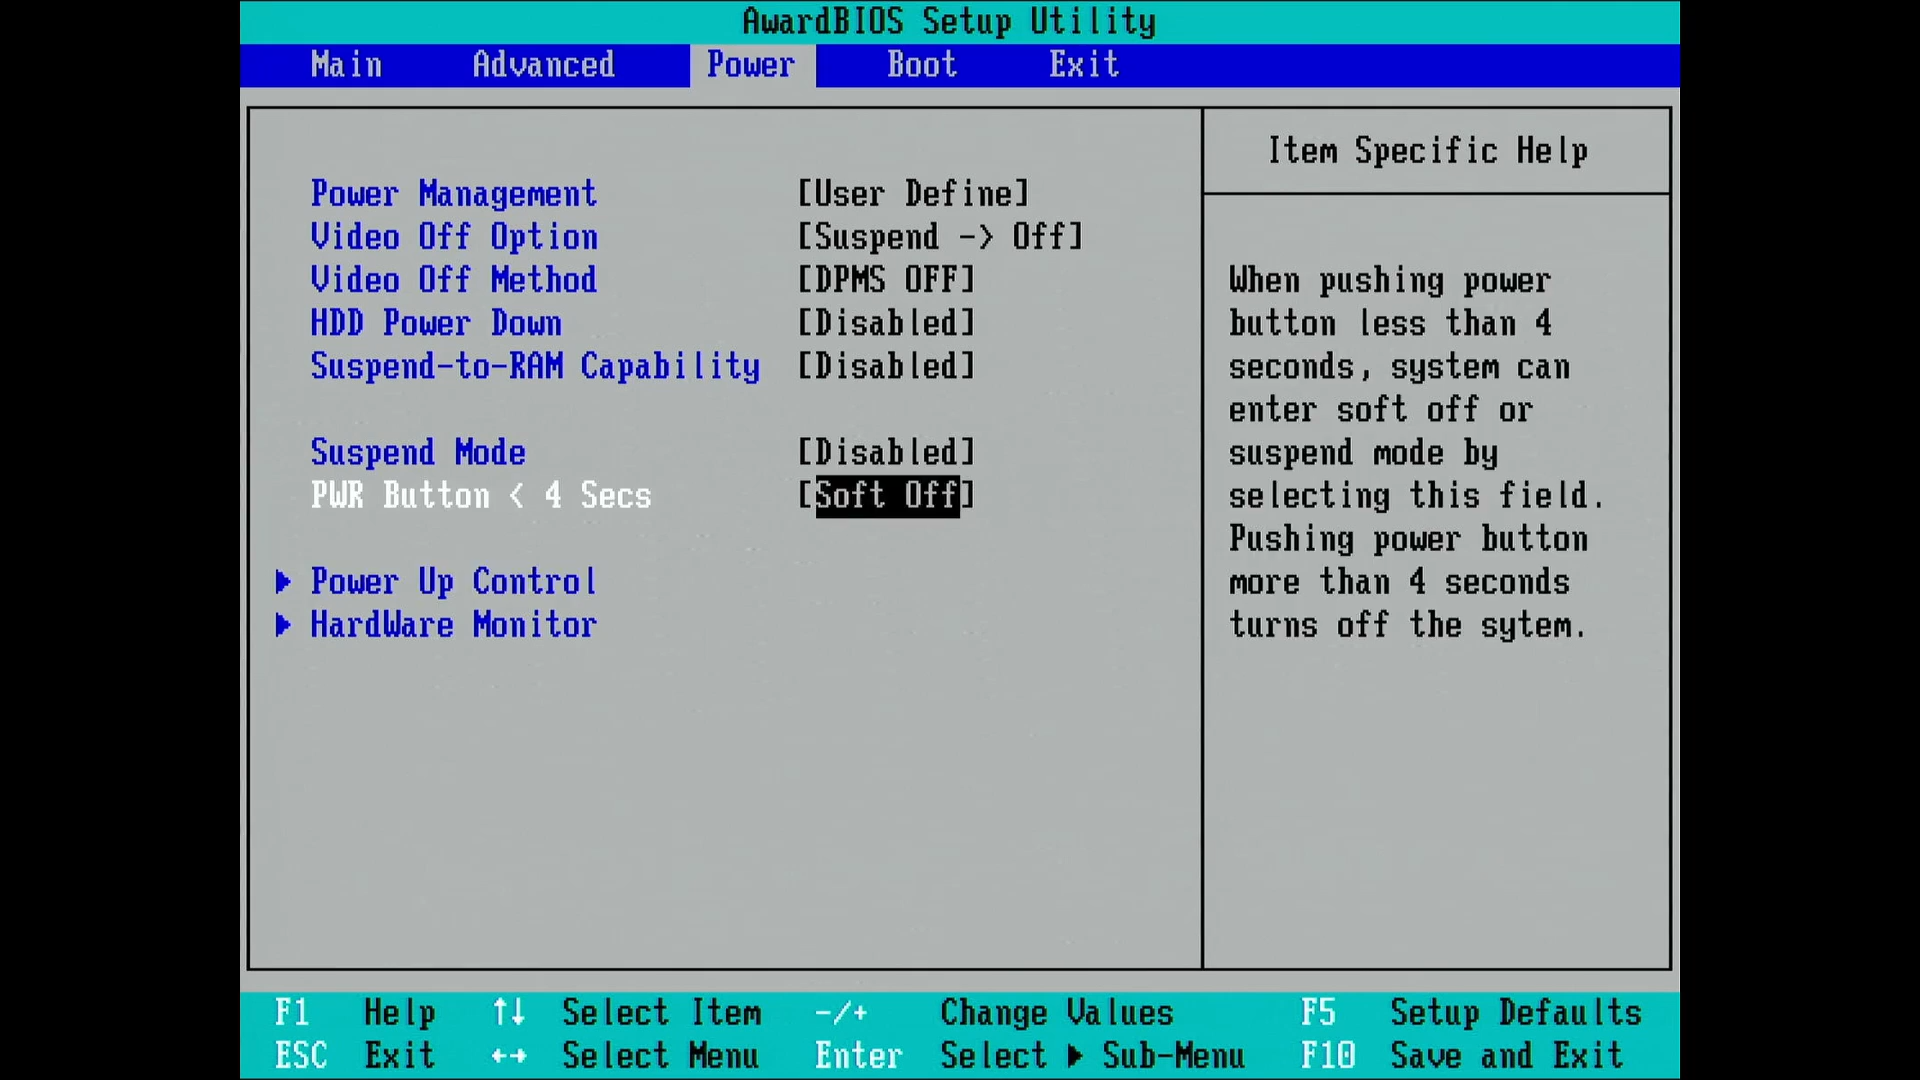 AwardBIOS Setup Utility
Main Advanced Power Boot Exit
Item Specific Help
Power Management [User Define]
Video Off Option [Suspend -> Off]
Video Off Method [DPMS OFF]
HDD Power Down [Disabled]
Suspend-to-RAM Capability [Disabled]
Suspend Mode [Disabled]
PWR Button < 4 Secs [Soft Off]
▶ Power Up Control
▶ HardWare Monitor
When pushing power
button less than 4
seconds, system can
enter soft off or
suspend mode by
selecting this field.
Pushing power button
more than 4 seconds
turns off the sytem.
F1 Help ↑↓ Select Item -/+ Change Values F5 Setup Defaults
ESC Exit ←→ Select Menu Enter Select ▶ Sub-Menu F10 Save and Exit